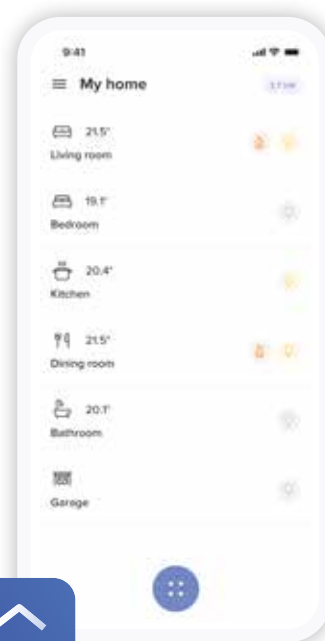 9:41
My home
21.5°
Living room
19.1°
Bedroom
20.4°
Kitchen
21.5°
Dining room
20.1°
Bathroom
Garage